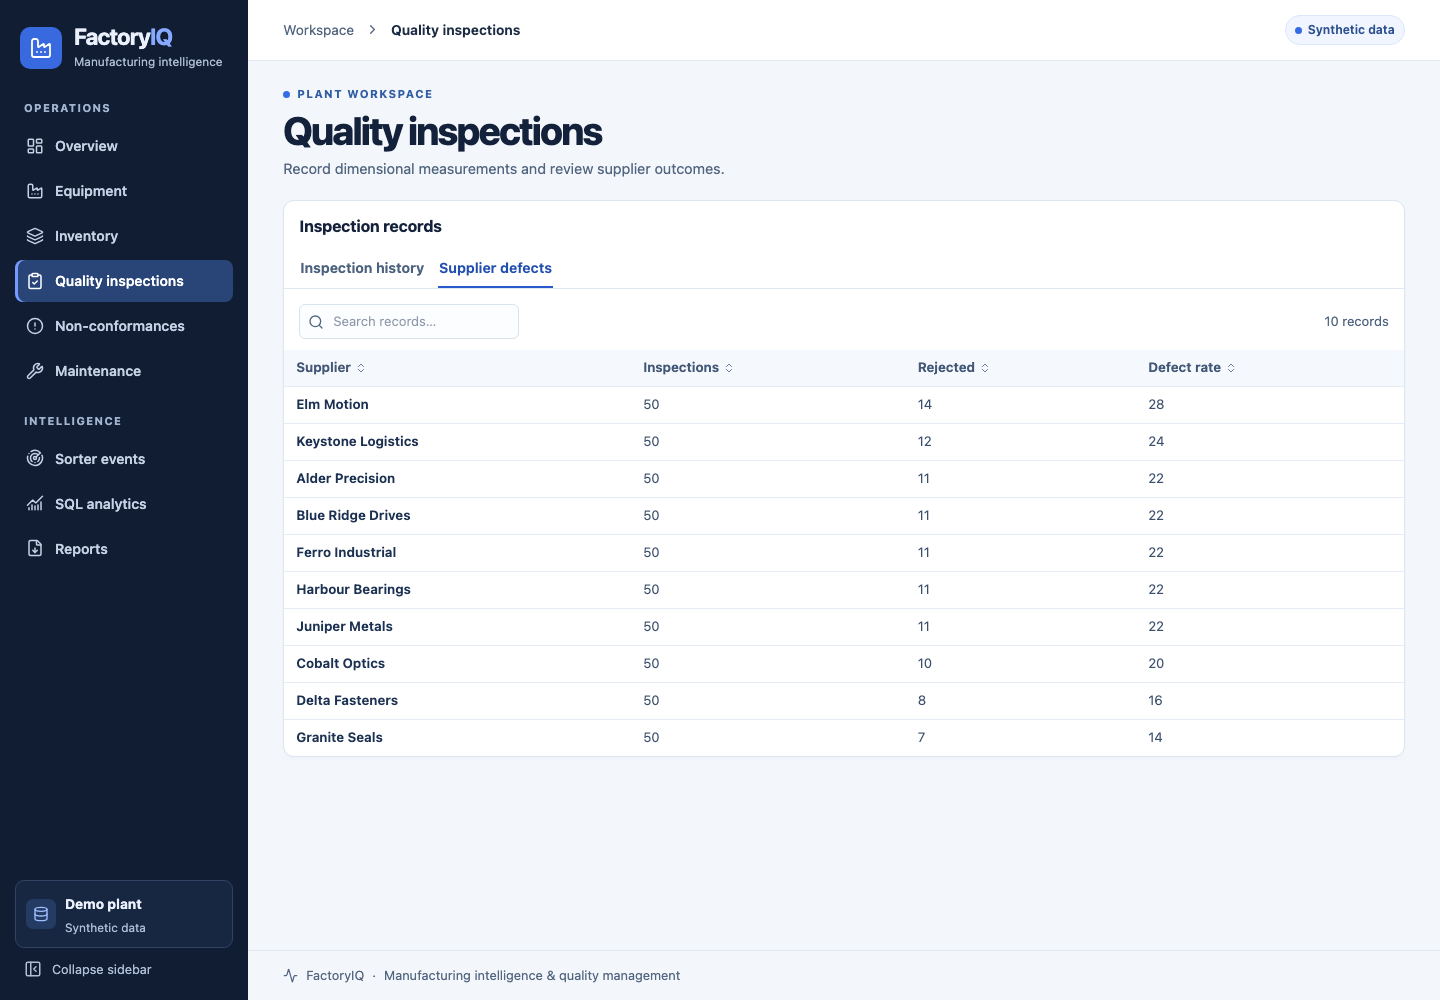 FactoryIQ
Manufacturing intelligence
OPERATIONS
Overview
Equipment
Inventory
Quality inspections
Non-conformances
Maintenance
INTELLIGENCE
Sorter events
SQL analytics
Reports
Demo plant
Synthetic data
Collapse sidebar
Workspace > Quality inspections
Synthetic data
PLANT WORKSPACE
Quality inspections
Record dimensional measurements and review supplier outcomes.
Inspection records
Inspection history Supplier defects
Search records... 10 records
Supplier Inspections Rejected Defect rate
Elm Motion 50 14 28
Keystone Logistics 50 12 24
Alder Precision 50 11 22
Blue Ridge Drives 50 11 22
Ferro Industrial 50 11 22
Harbour Bearings 50 11 22
Juniper Metals 50 11 22
Cobalt Optics 50 10 20
Delta Fasteners 50 8 16
Granite Seals 50 7 14
FactoryIQ · Manufacturing intelligence & quality management